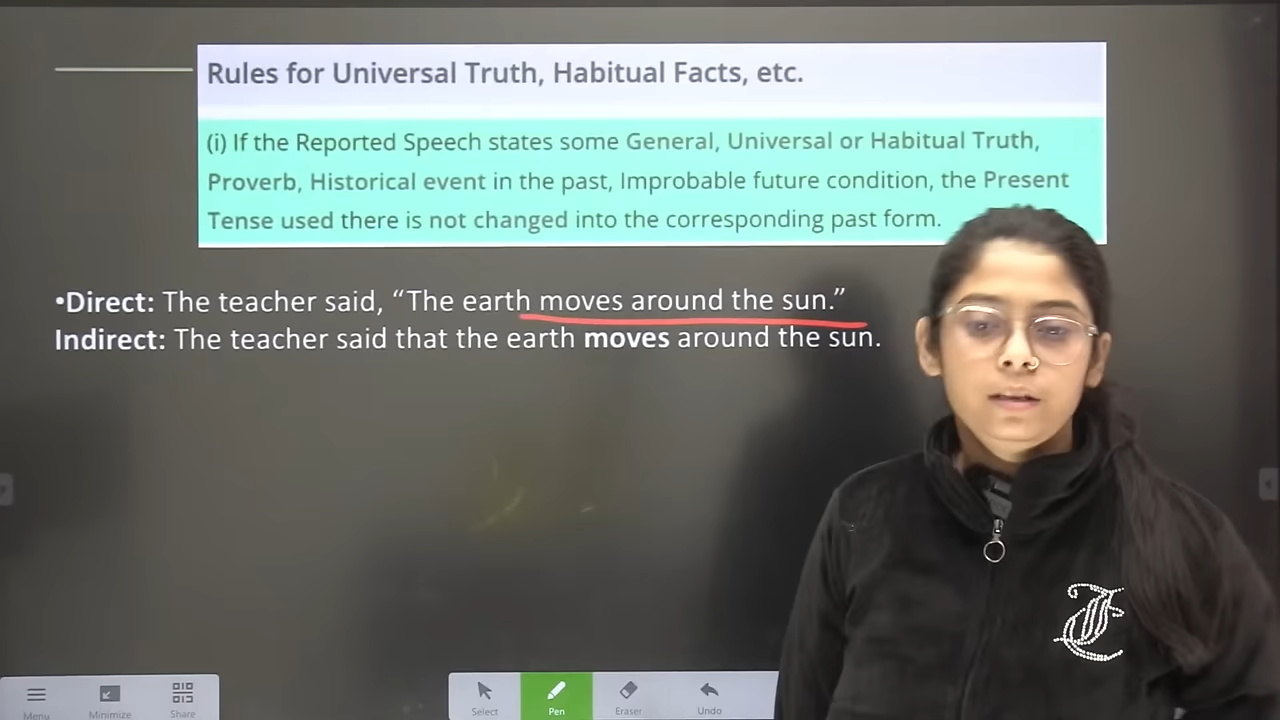 Rules for Universal Truth, Habitual Facts, etc.
(i) If the Reported Speech states some General, Universal or Habitual Truth,
Proverb, Historical event in the past, Improbable future condition, the Present
Tense used there is not changed into the corresponding past form.
•Direct: The teacher said, “The earth moves around the sun.”
Indirect: The teacher said that the earth moves around the sun.
Menu
Minimize
Share
Select
Pen
Eraser
Undo